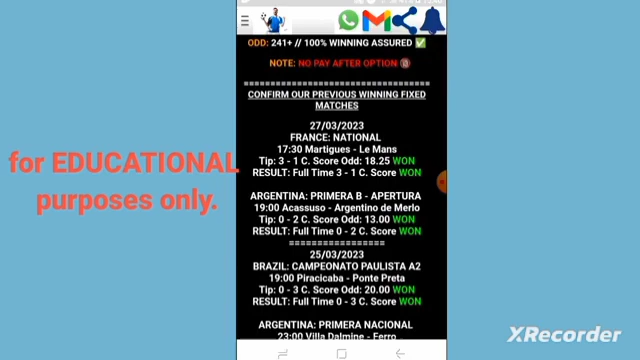 ODD: 241+ // 100% WINNING ASSURED ✅
NOTE: NO PAY AFTER OPTION 🔞
===================================
CONFIRM OUR PREVIOUS WINNING FIXED
MATCHES
27/03/2023
FRANCE: NATIONAL
17:30 Martigues - Le Mans
Tip: 3 - 1 C. Score Odd: 18.25 WON
RESULT: Full Time 3 - 1 C. Score WON
ARGENTINA: PRIMERA B - APERTURA
19:00 Acassuso - Argentino de Merlo
Tip: 0 - 2 C. Score Odd: 13.00 WON
RESULT: Full Time 0 - 2 C. Score WON
==================
25/03/2023
BRAZIL: CAMPEONATO PAULISTA A2
19:00 Piracicaba - Ponte Preta
Tip: 0 - 3 C. Score Odd: 20.00 WON
RESULT: Full Time 0 - 3 C. Score WON
ARGENTINA: PRIMERA NACIONAL
23:00 Villa Dalmine - Ferro
for EDUCATIONAL
purposes only.
XRecorder